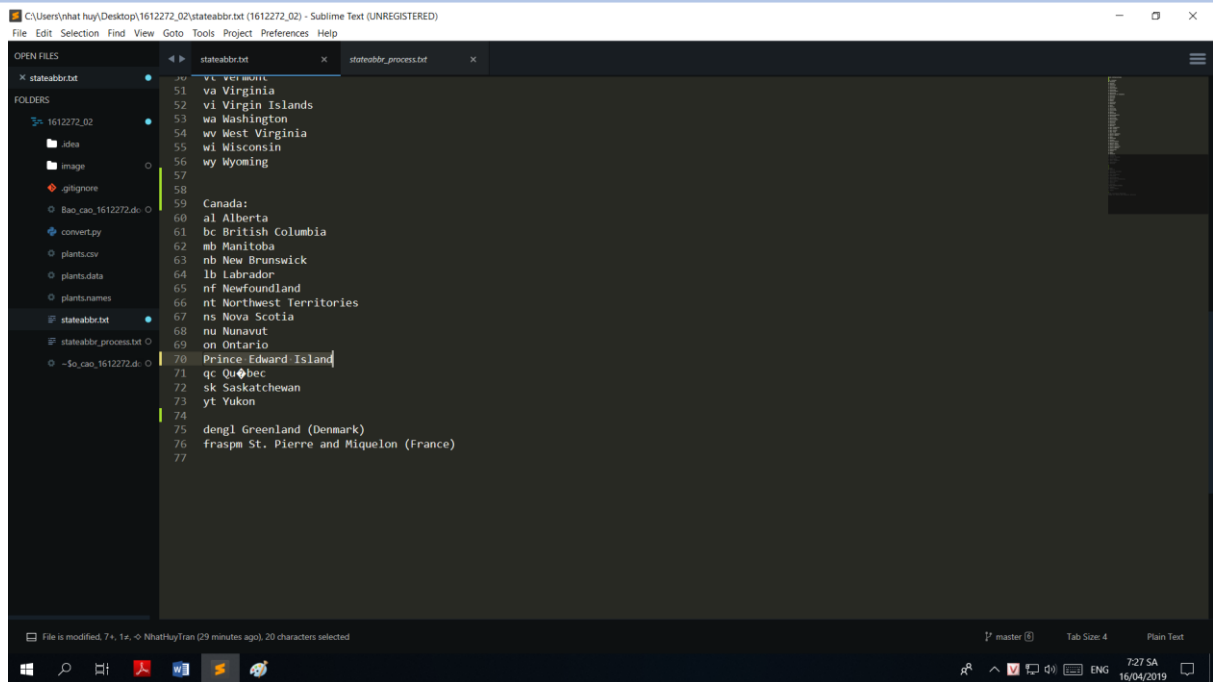 C:\Users\nhat huy\Desktop\1612272_02\stateabbr.txt (1612272_02) - Sublime Text (UNREGISTERED)
File Edit Selection Find View Goto Tools Project Preferences Help
OPEN FILES
stateabbr.txt
FOLDERS
1612272_02
.idea
image
.gitignore
Bao_cao_1612272.do
convert.py
plants.csv
plants.data
plants.names
stateabbr.txt
stateabbr_process.txt
~$o_cao_1612272.d
stateabbr.txt stateabbr_process.txt
50 vt Vermont
51 va Virginia
52 vi Virgin Islands
53 wa Washington
54 wv West Virginia
55 wi Wisconsin
56 wy Wyoming
57
58
59 Canada:
60 al Alberta
61 bc British Columbia
62 mb Manitoba
63 nb New Brunswick
64 lb Labrador
65 nf Newfoundland
66 nt Northwest Territories
67 ns Nova Scotia
68 nu Nunavut
69 on Ontario
70 Prince Edward Island
71 qc Qu�bec
72 sk Saskatchewan
73 yt Yukon
74
75 dengl Greenland (Denmark)
76 fraspm St. Pierre and Miquelon (France)
77
File is modified, 7+, 1≠, NhatHuyTran (29 minutes ago), 20 characters selected
master 6 Tab Size: 4 Plain Text
ENG
7:27 SA
16/04/2019